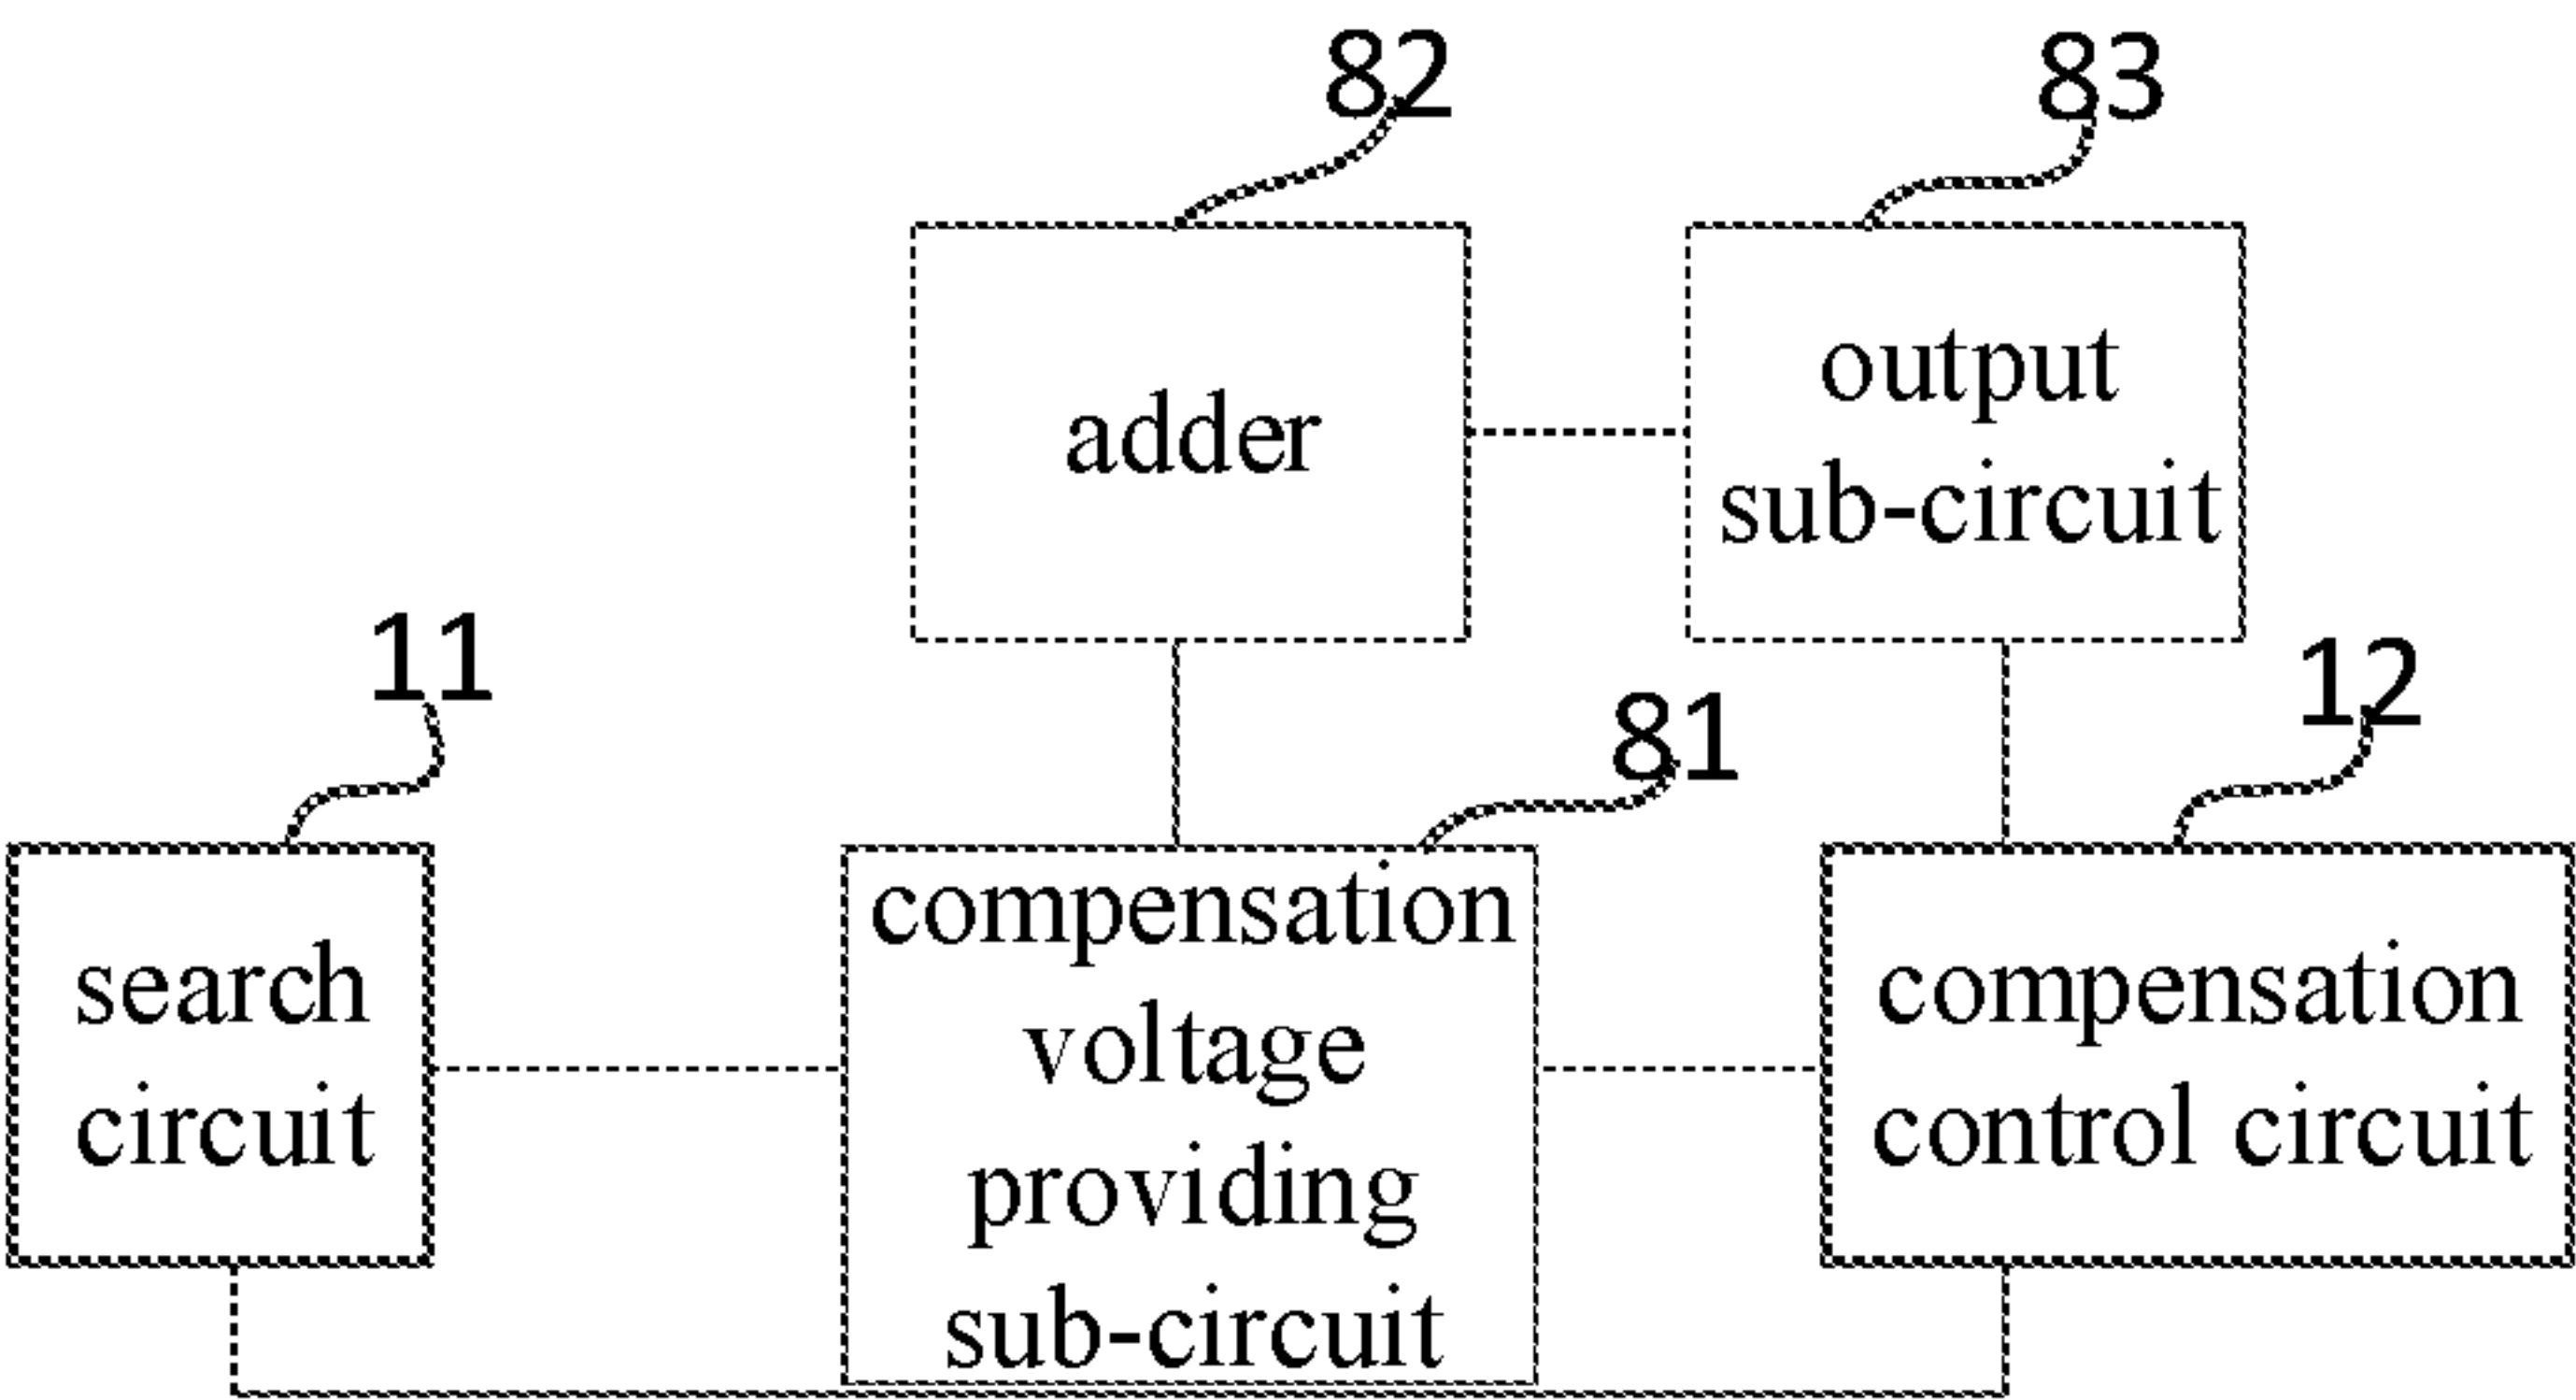 82
83
adder
output
sub-circuit
11
81
12
search
circuit
compensation
voltage
providing
sub-circuit
compensation
control circuit